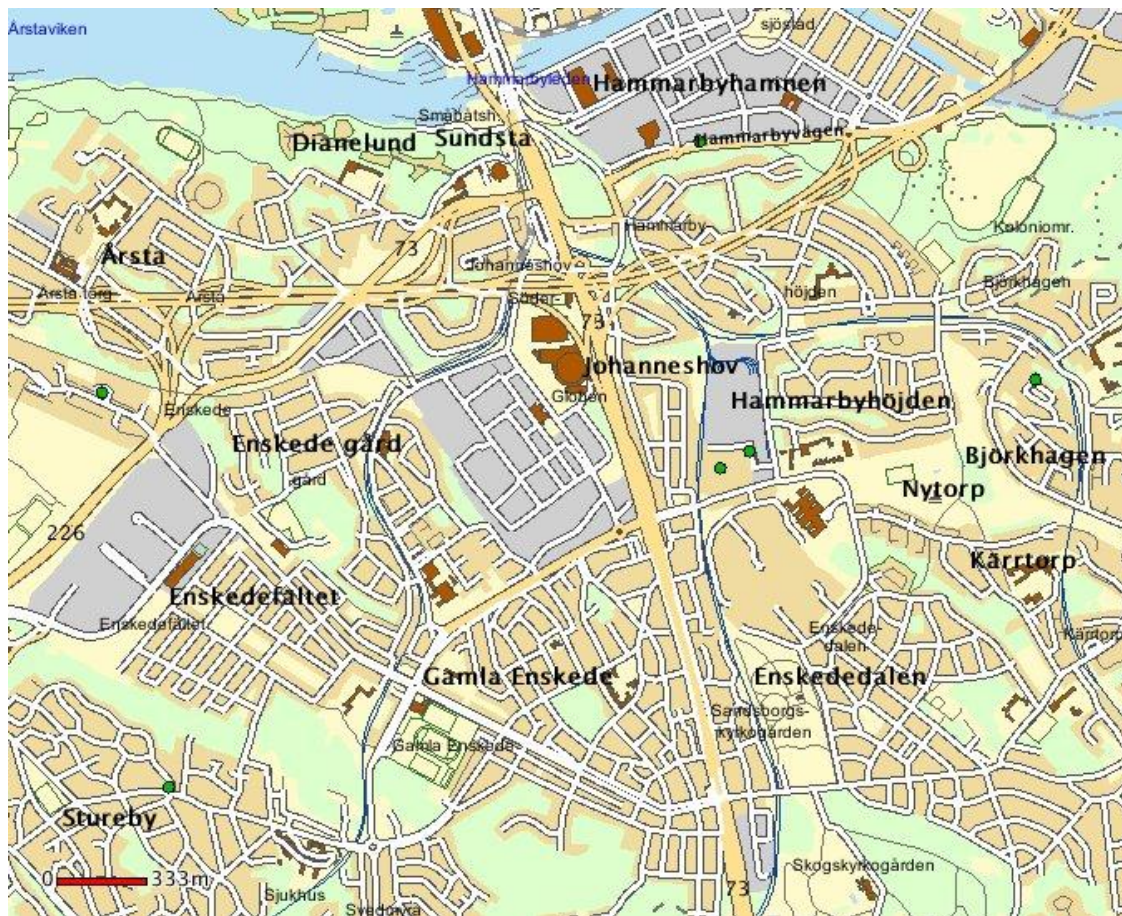 sjöstad
Årstaviken
Hammarbyleden
Hammarbyhamnen
Småbåtsh.
Hammarbyvägen
Dianelund
Sundsta
Koloniomr.
Hammarby-
Årsta
73
Johanneshov
Björkhagen
höjden
Årsta torg
Årsta
Söder-
73
Johanneshov
Globen
Hammarbyhöjden
Enskede
Enskede gård
gård
Björkhagen
Nytorp
226
Kärrtorp
Enskedefältet
Enskedefältet
Enskede-
dalen
Kärrtorp
Gamla Enskede
Enskededalen
Sandsborgs-
kyrkogården
Gamla Enskede
Stureby
Skogskyrkogården
0
333m
73
Sjukhus
Svedmyra